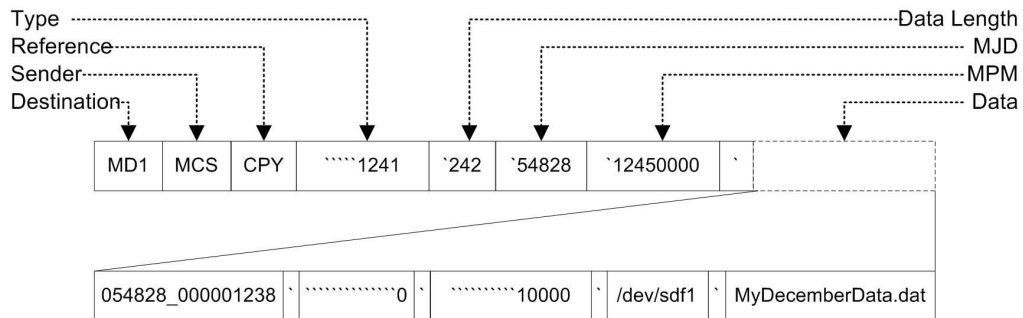 Type Data Length
Reference MJD
Sender MPM
Destination Data
MD1 MCS CPY `````1241 `242 `54828 `12450000 `
054828_000001238 ` ``````````````0 ` ``````````10000 ` /dev/sdf1 ` MyDecemberData.dat